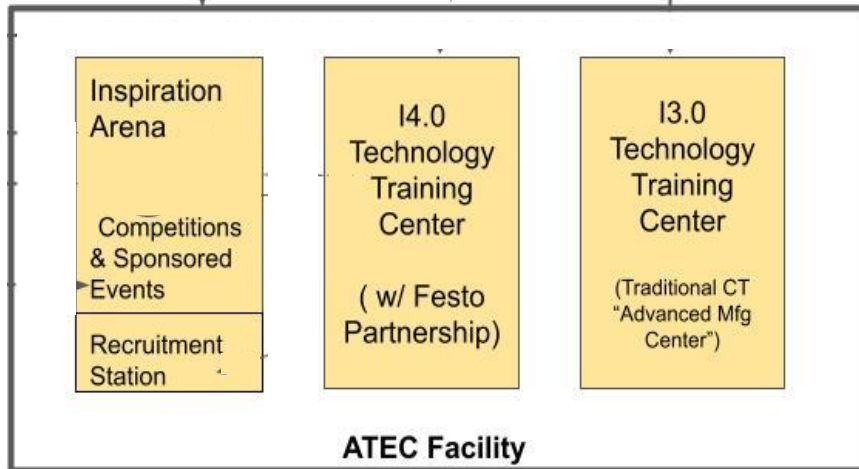 Inspiration
Arena
Competitions
& Sponsored
Events
Recruitment
Station
I4.0
Technology
Training
Center
( w/ Festo
Partnership)
I3.0
Technology
Training
Center
(Traditional CT
“Advanced Mfg
Center”)
ATEC Facility